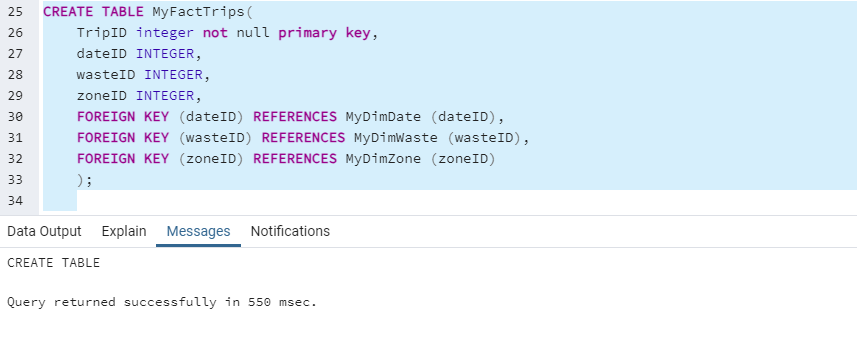 25 CREATE TABLE MyFactTrips(
26 TripID integer not null primary key,
27 dateID INTEGER,
28 wasteID INTEGER,
29 zoneID INTEGER,
30 FOREIGN KEY (dateID) REFERENCES MyDimDate (dateID),
31 FOREIGN KEY (wasteID) REFERENCES MyDimWaste (wasteID),
32 FOREIGN KEY (zoneID) REFERENCES MyDimZone (zoneID)
33 );
34
Data Output Explain Messages Notifications
CREATE TABLE
Query returned successfully in 550 msec.